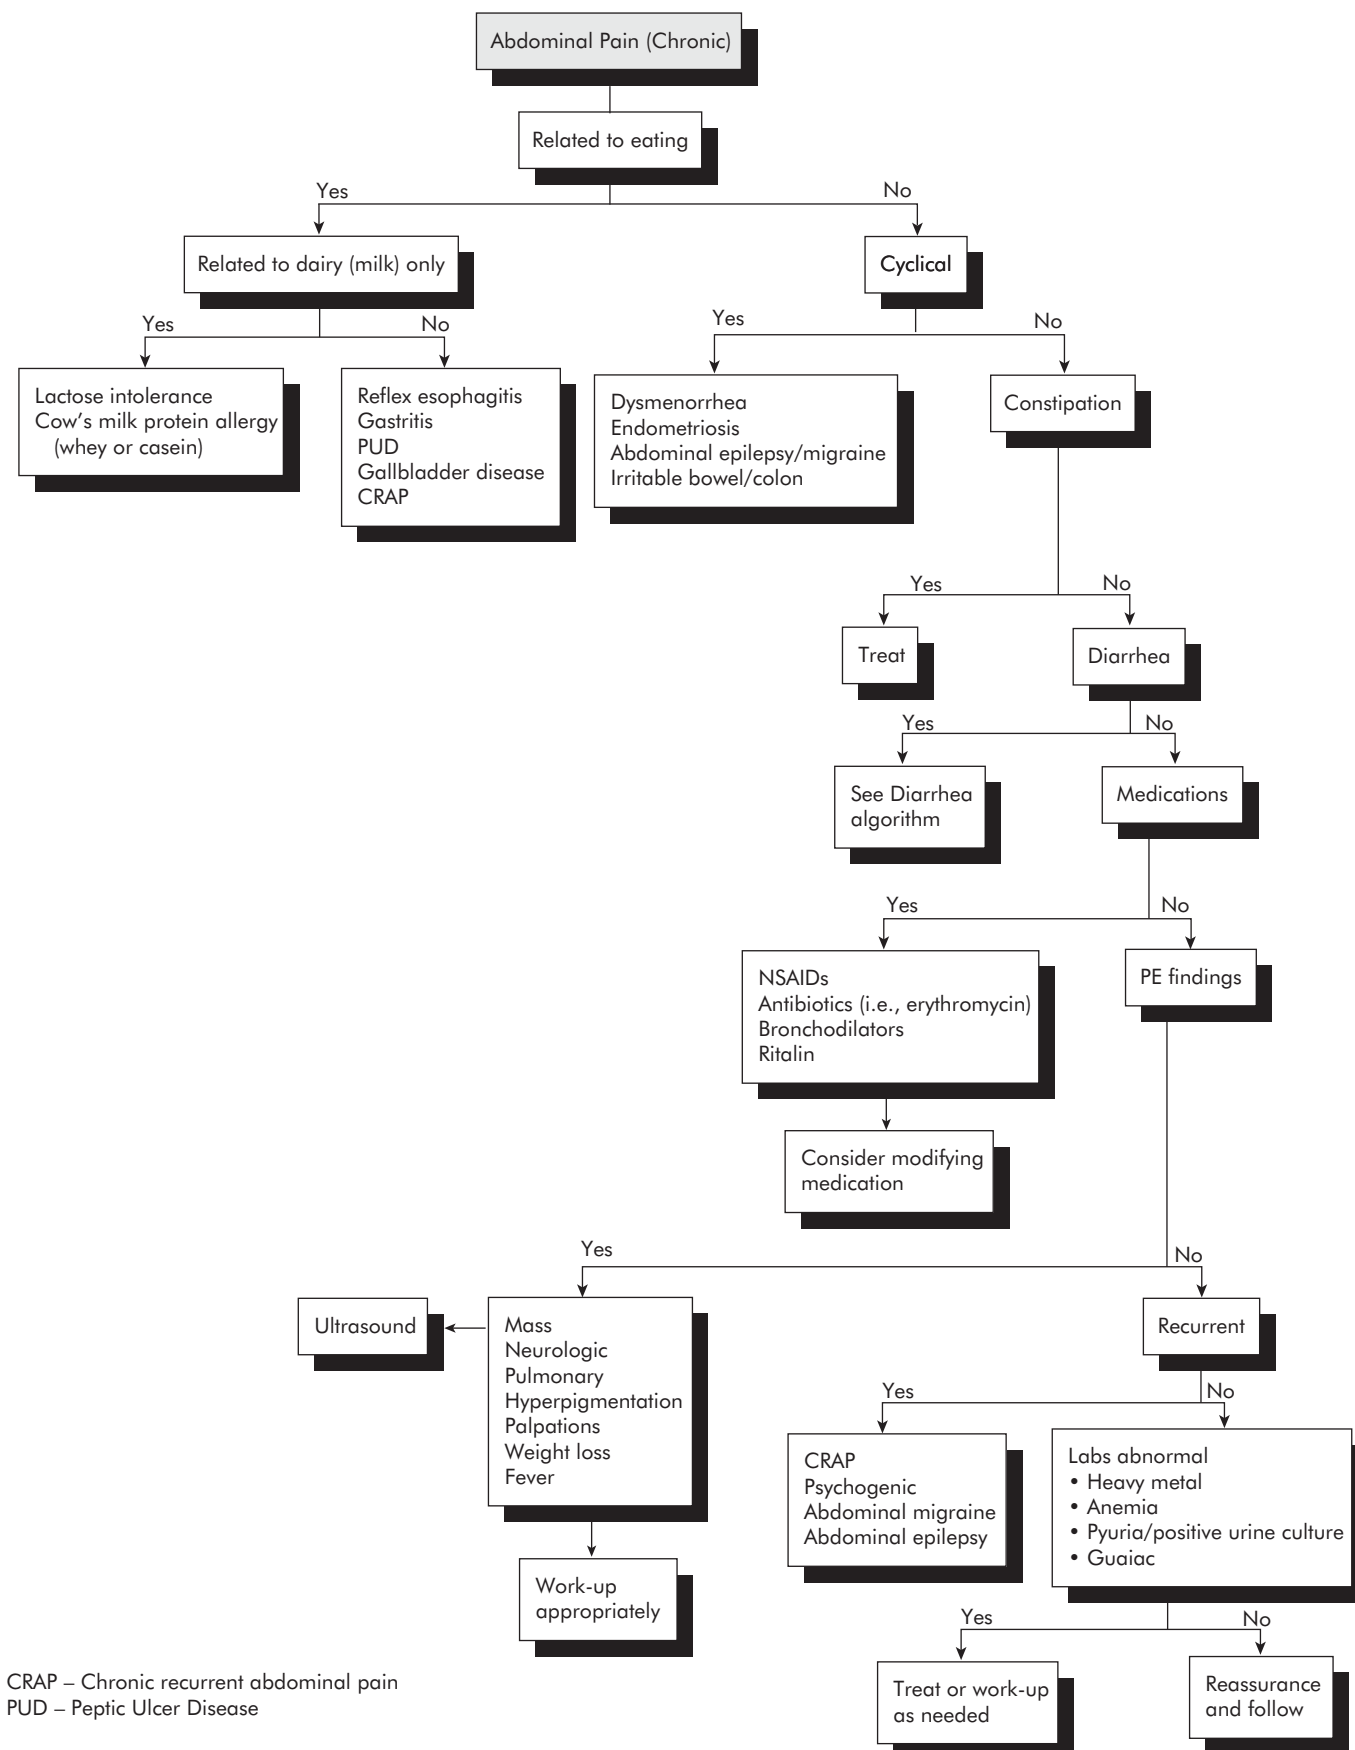 Abdominal Pain (Chronic)
Related to eating
Yes
No
Related to dairy (milk) only
Cyclical
Yes
No
Yes
No
Lactose intolerance
Cow's milk protein allergy
(whey or casein)
Reflex esophagitis
Gastritis
PUD
Gallbladder disease
CRAP
Dysmenorrhea
Endometriosis
Abdominal epilepsy/migraine
Irritable bowel/colon
Constipation
Yes
No
Treat
Diarrhea
Yes
No
See Diarrhea
algorithm
Medications
Yes
No
NSAIDs
Antibiotics (i.e., erythromycin)
Bronchodilators
Ritalin
PE findings
Consider modifying
medication
Yes
No
Ultrasound
Mass
Neurologic
Pulmonary
Hyperpigmentation
Palpations
Weight loss
Fever
Recurrent
Yes
No
CRAP
Psychogenic
Abdominal migraine
Abdominal epilepsy
Labs abnormal
• Heavy metal
• Anemia
• Pyuria/positive urine culture
• Guaiac
Work-up
appropriately
Yes
No
Treat or work-up
as needed
Reassurance
and follow
CRAP – Chronic recurrent abdominal pain
PUD – Peptic Ulcer Disease